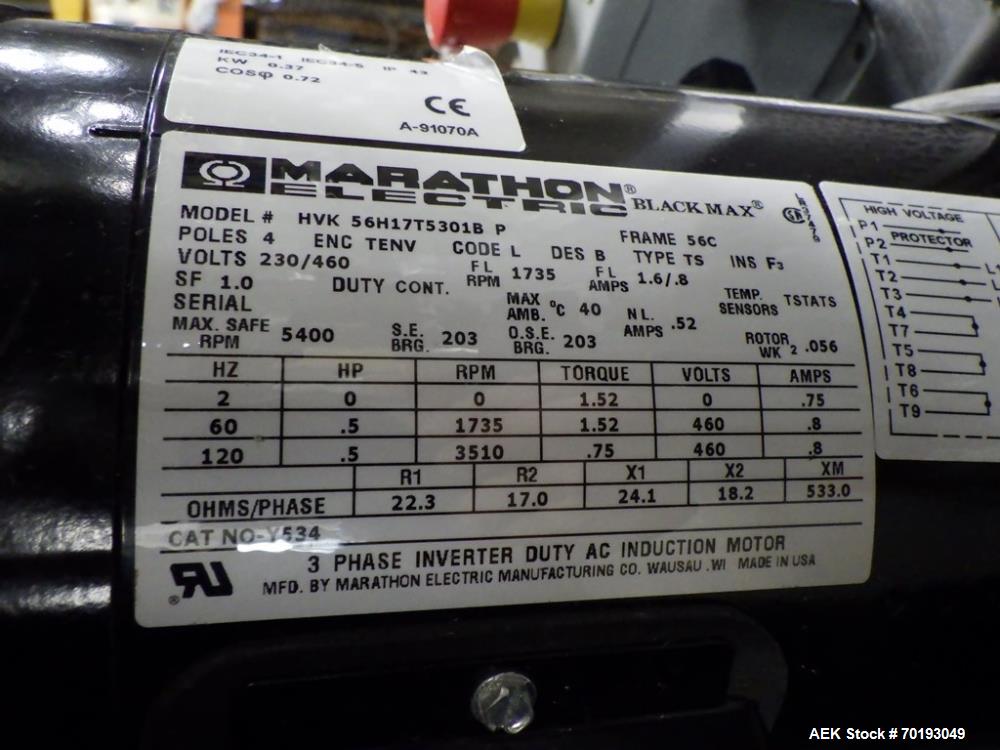 IEC34-1 IEC34-5 IP 43
KW 0.37
COSφ 0.72
CE
A-91070A
MARATHON®
ELECTRIC BLACK MAX®
MODEL # HVK 56H17T5301B P
POLES 4 ENC TENV CODE L DES B FRAME 56C
VOLTS 230/460 FL RPM 1735 FL AMPS 1.6/.8 TYPE TS INS F3
SF 1.0 DUTY CONT. MAX AMB. °C 40 NL. AMPS .52 TEMP. SENSORS TSTATS
SERIAL
MAX. SAFE RPM 5400 S.E. BRG. 203 O.S.E. BRG. 203 ROTOR WK 2 .056
HZ HP RPM TORQUE VOLTS AMPS
2 0 0 1.52 0 .75
60 .5 1735 1.52 460 .8
120 .5 3510 .75 460 .8
R1 R2 X1 X2 XM
OHMS/PHASE 22.3 17.0 24.1 18.2 533.0
CAT NO-Y534
3 PHASE INVERTER DUTY AC INDUCTION MOTOR
MFD. BY MARATHON ELECTRIC MANUFACTURING CO. WAUSAU .WI MADE IN USA
HIGH VOLTAGE
P1
P2 PROTECTOR
T1
T2
T3
T4
T7
T5
T8
T6
T9
AEK Stock #70193049